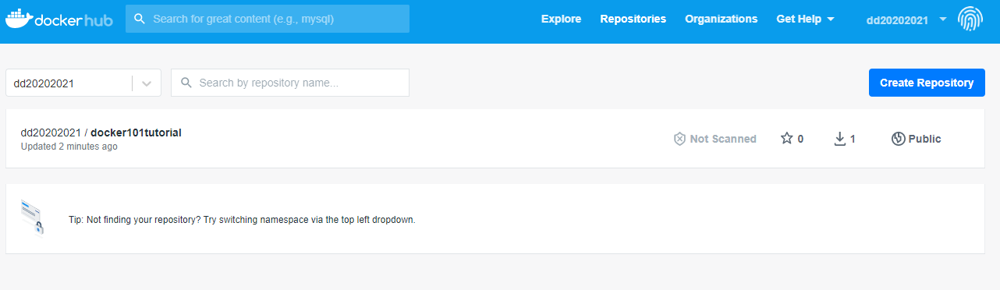 dockerhub Search for great content (e.g., mysql) Explore Repositories Organizations Get Help dd20202021
dd20202021 Search by repository name... Create Repository
dd20202021 / docker101tutorial Not Scanned 0 1 Public
Updated 2 minutes ago
Tip: Not finding your repository? Try switching namespace via the top left dropdown.